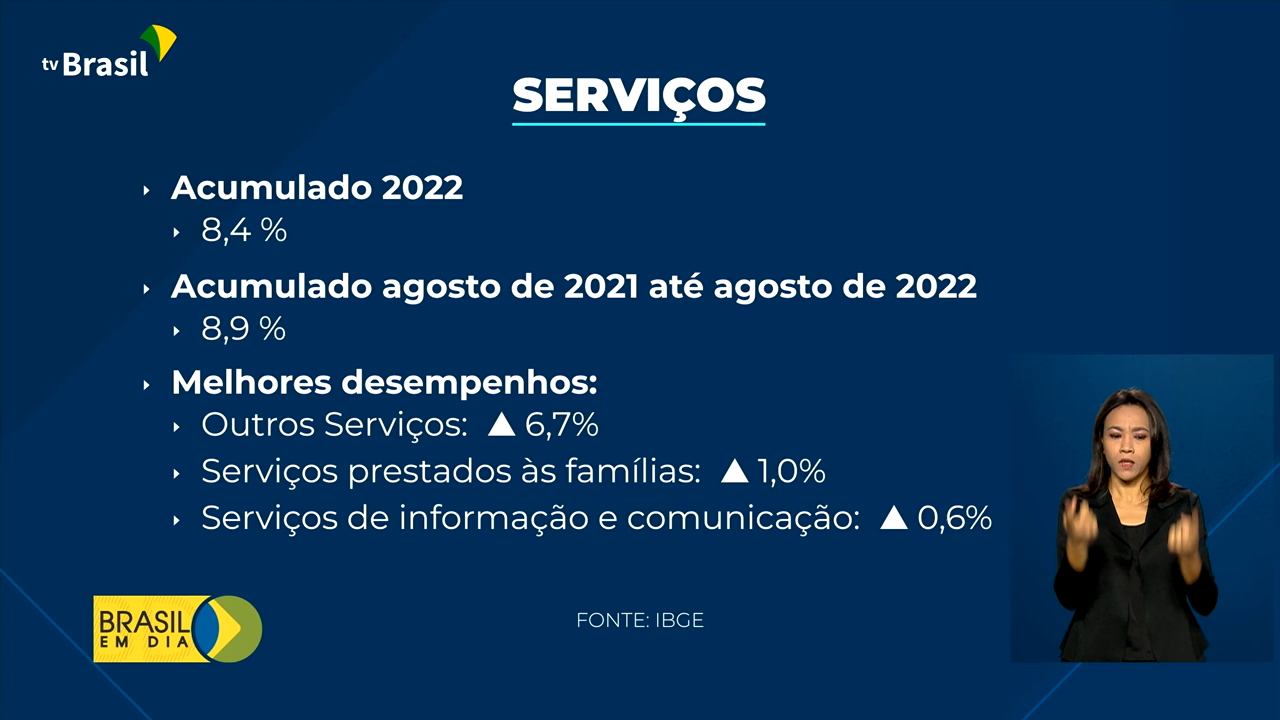 tv Brasil
SERVIÇOS
Acumulado 2022
8,4 %
Acumulado agosto de 2021 até agosto de 2022
8,9 %
Melhores desempenhos:
Outros Serviços: ▲ 6,7%
Serviços prestados às famílias: ▲ 1,0%
Serviços de informação e comunicação: ▲ 0,6%
BRASIL
EM DIA
FONTE: IBGE